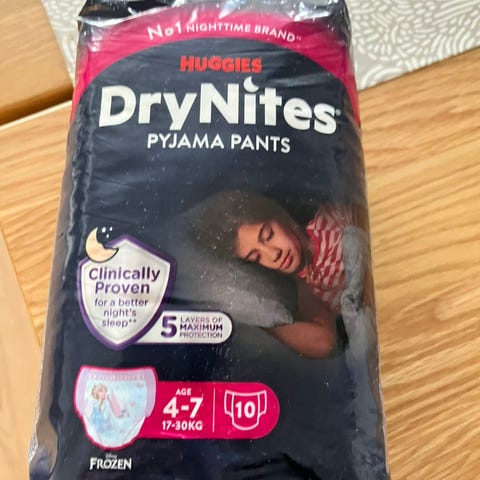 No1 NIGHTTIME BRAND~
HUGGIES
DryNites®
PYJAMA PANTS
Clinically
Proven
for a better
night's
sleep**
5 LAYERS OF
MAXIMUM
PROTECTION
AGE
4-7
17-30KG
10
Disney
FROZEN